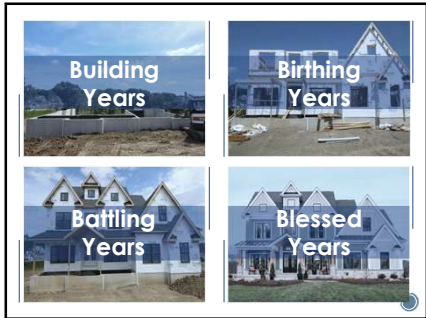 Building
Years
Birthing
Years
Battling
Years
Blessed
Years